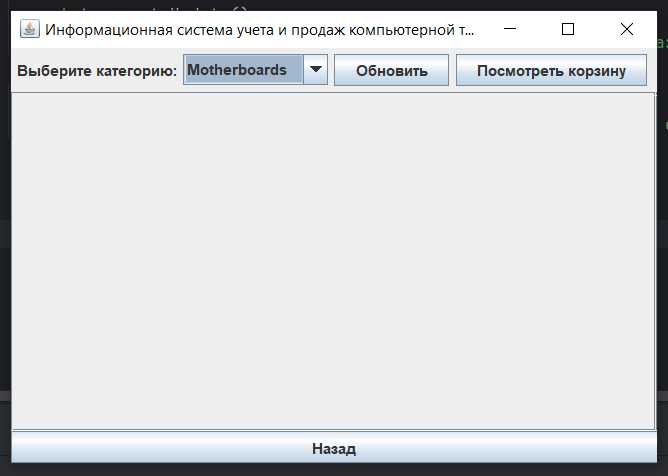 Информационная система учета и продаж компьютерной т...
Выберите категорию: Motherboards Обновить Посмотреть корзину
Назад